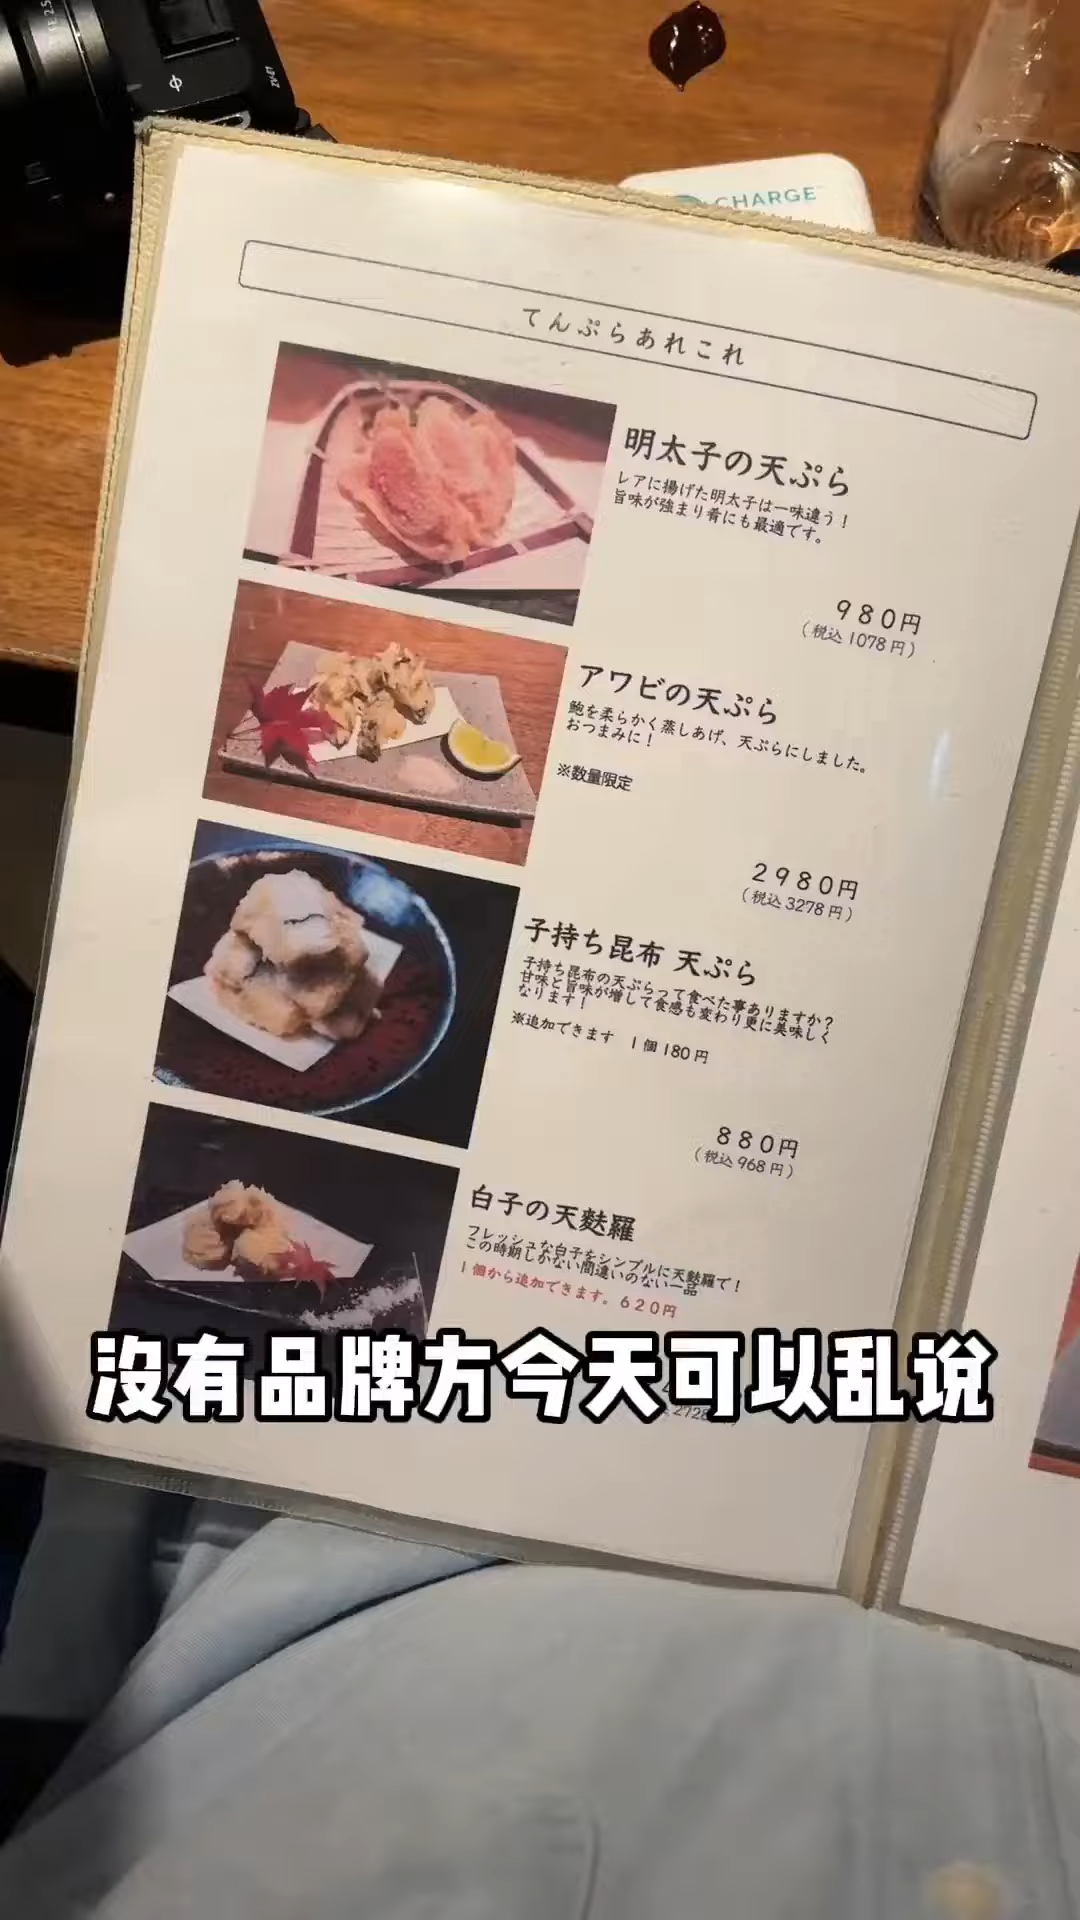 CHARGE
てんぷらあれこれ
明太子の天ぷら
レアに揚げた明太子は一味違う！
旨味が強まり肴にも最適です。
980円
（税込 1078円）
アワビの天ぷら
鮑を柔らかく蒸しあげ、天ぷらにしました。
おつまみに！
※数量限定
2980円
（税込 3278円）
子持ち昆布 天ぷら
子持ち昆布の天ぷらって食べた事ありますか？
甘味と旨味が増して食感も変わり更に美味しく
なります！
※追加できます 1個180円
880円
（税込 968円）
白子の天麩羅
フレッシュな白子をシンプルに天麩羅で！
この時期しかない間違いのない一品
1個から追加できます。620円
没有品牌方今天可以乱说